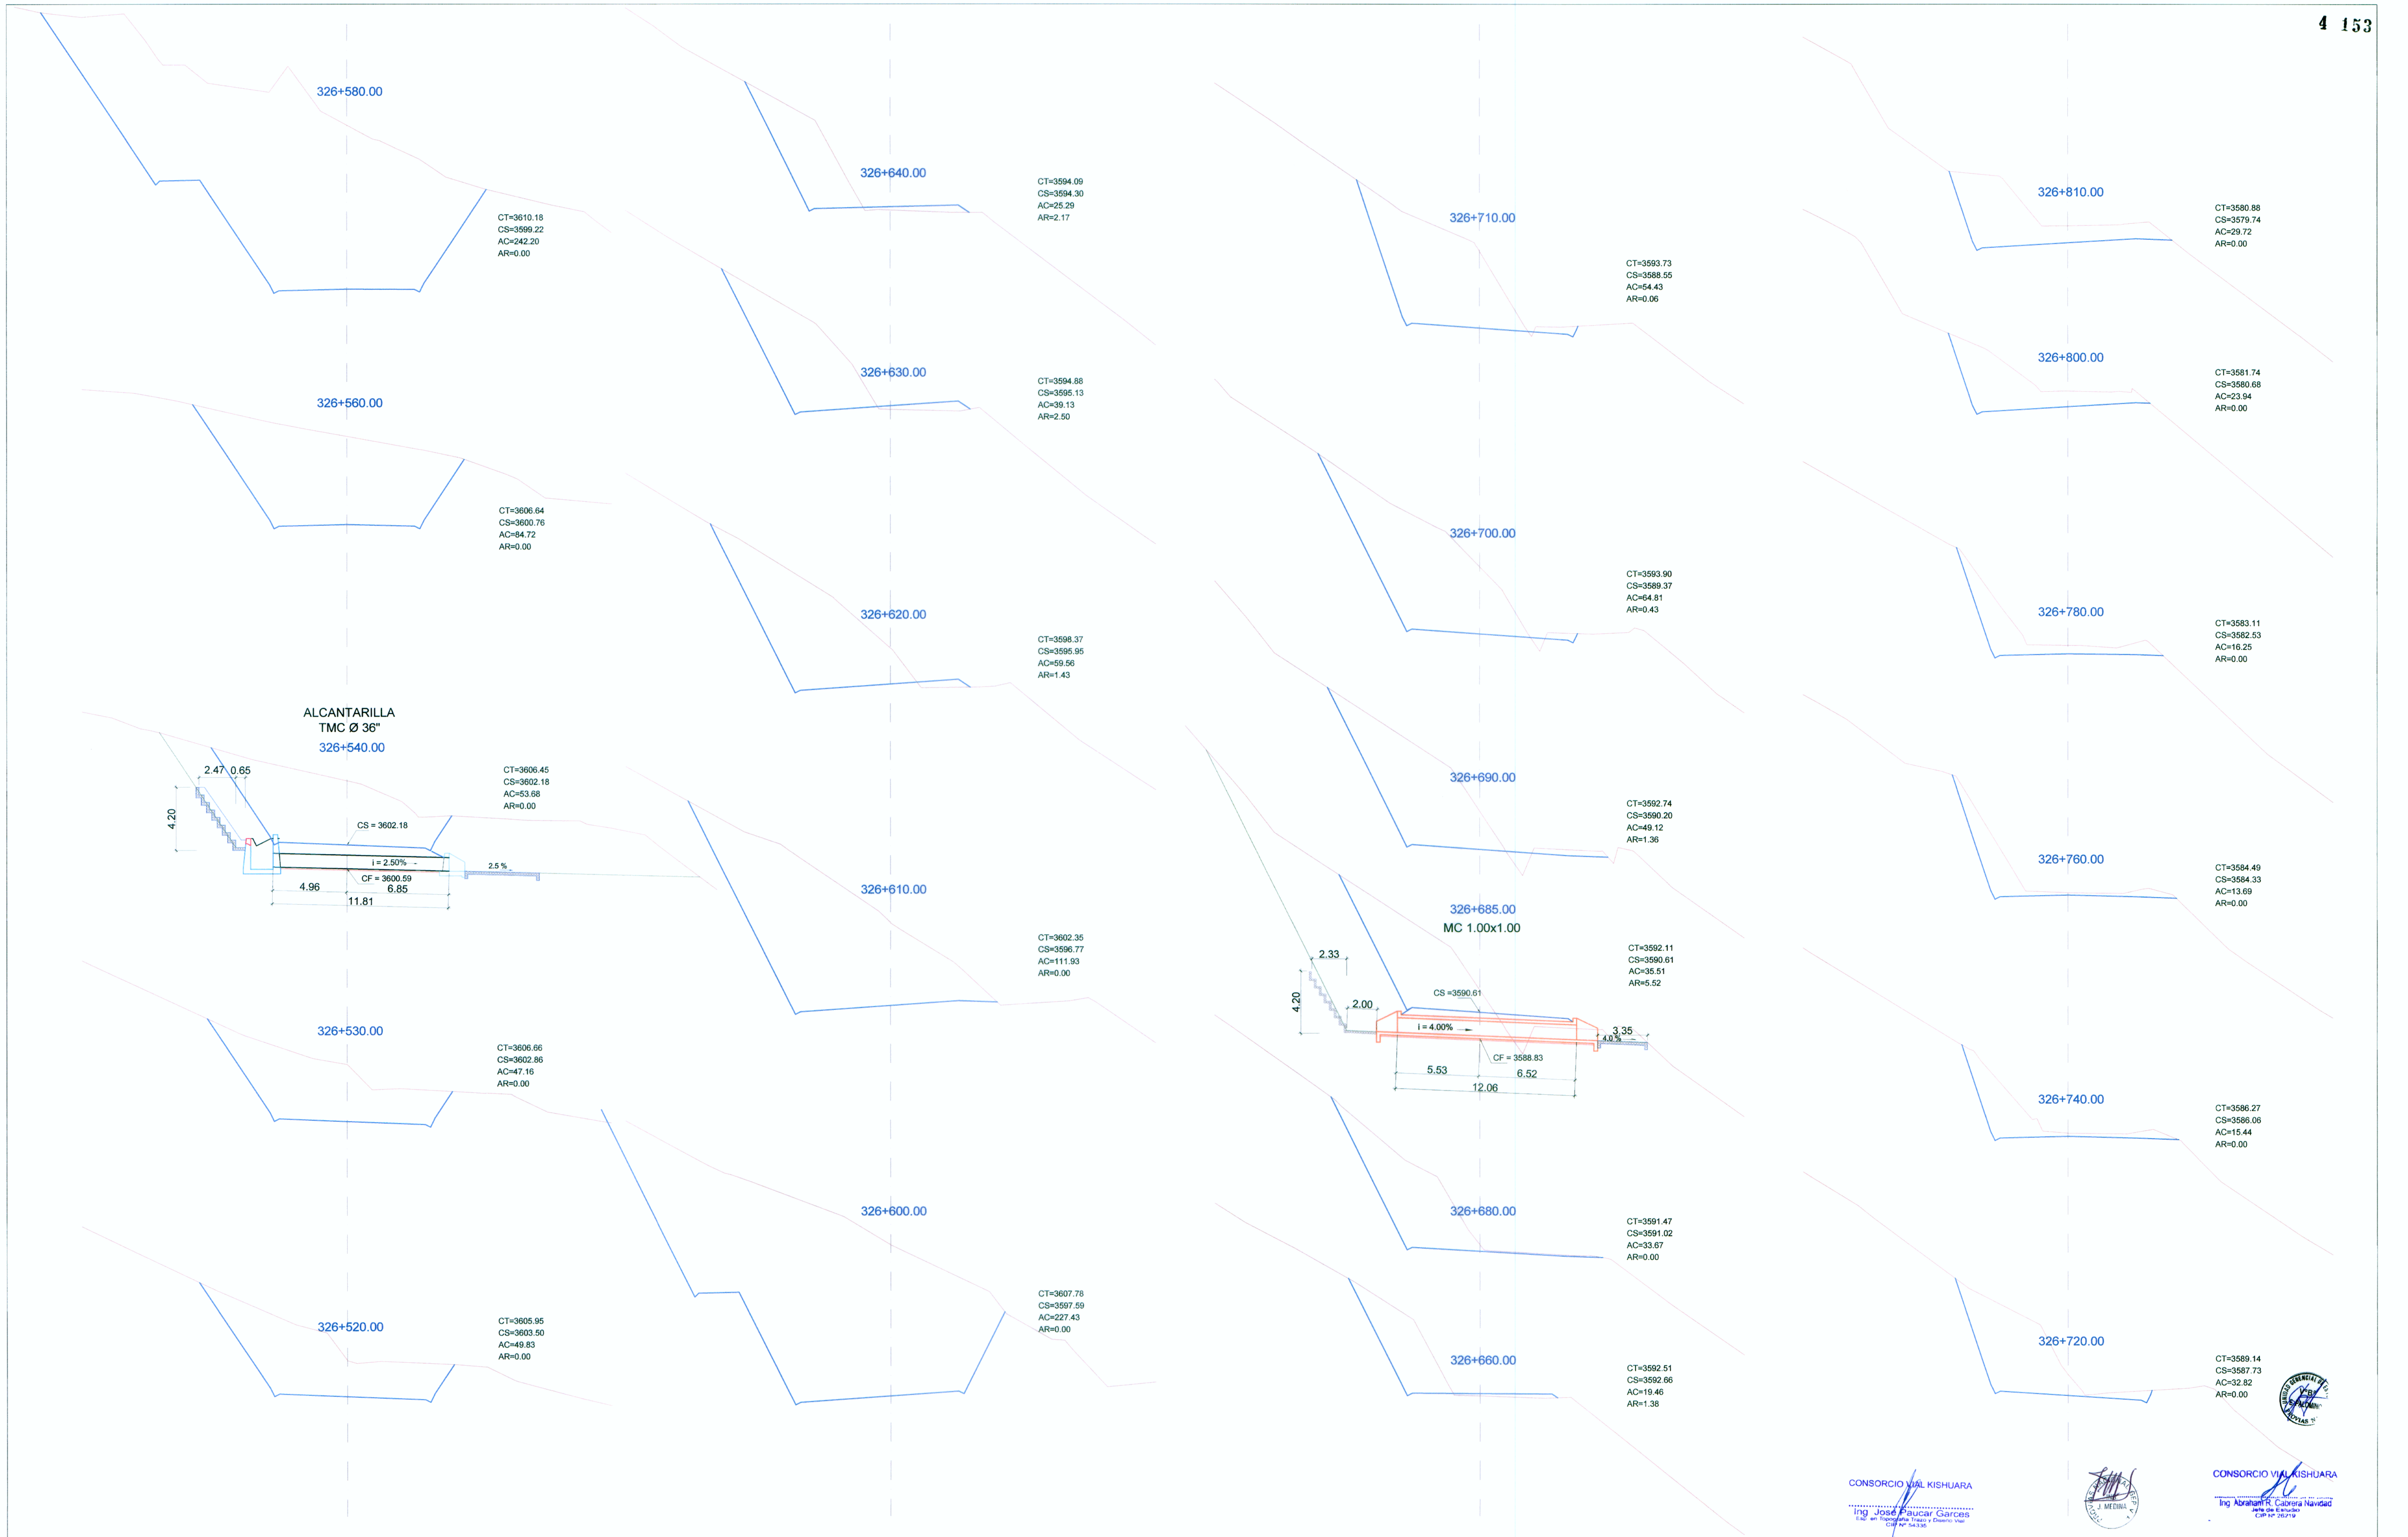 4 153
326+580.00
CT=3610.18
CS=3599.22
AC=242.20
AR=0.00
326+560.00
CT=3606.64
CS=3600.76
AC=84.72
AR=0.00
ALCANTARILLA
TMC Ø 36"
326+540.00
2.47 0.65
4.20
CT=3606.45
CS=3602.18
AC=53.68
AR=0.00
CS = 3602.18
i = 2.50%
2.5 %
CF = 3600.59
4.96 6.85
11.81
326+530.00
CT=3606.66
CS=3602.86
AC=47.16
AR=0.00
326+520.00
CT=3605.95
CS=3603.50
AC=49.83
AR=0.00
326+640.00
CT=3594.09
CS=3594.30
AC=25.29
AR=2.17
326+630.00
CT=3594.88
CS=3595.13
AC=39.13
AR=2.50
326+620.00
CT=3598.37
CS=3595.95
AC=59.56
AR=1.43
326+610.00
CT=3602.35
CS=3596.77
AC=111.93
AR=0.00
326+600.00
CT=3607.78
CS=3597.59
AC=227.43
AR=0.00
326+710.00
CT=3593.73
CS=3588.55
AC=54.43
AR=0.06
326+700.00
CT=3593.90
CS=3589.37
AC=64.81
AR=0.43
326+690.00
CT=3592.74
CS=3590.20
AC=49.12
AR=1.36
326+685.00
MC 1.00x1.00
CT=3592.11
CS=3590.61
AC=35.51
AR=5.52
2.33
4.20
2.00
CS =3590.61
i = 4.00%
3.35
4.0 %
CF = 3588.83
5.53 6.52
12.06
326+680.00
CT=3591.47
CS=3591.02
AC=33.67
AR=0.00
326+660.00
CT=3592.51
CS=3592.66
AC=19.46
AR=1.38
326+810.00
CT=3580.88
CS=3579.74
AC=29.72
AR=0.00
326+800.00
CT=3581.74
CS=3580.68
AC=23.94
AR=0.00
326+780.00
CT=3583.11
CS=3582.53
AC=16.25
AR=0.00
326+760.00
CT=3584.49
CS=3584.33
AC=13.69
AR=0.00
326+740.00
CT=3586.27
CS=3586.06
AC=15.44
AR=0.00
326+720.00
CT=3589.14
CS=3587.73
AC=32.82
AR=0.00
CONSORCIO VIAL KISHUARA
Ing. José Paucar Garces
Esp. en Topografía Trazo y Diseño Vial
CIP Nº 54335
J. MEDINA
CONSORCIO VIAL KISHUARA
Ing. Abraham R. Cabrera Navidad
Jefe de Estudio
CIP Nº 26219